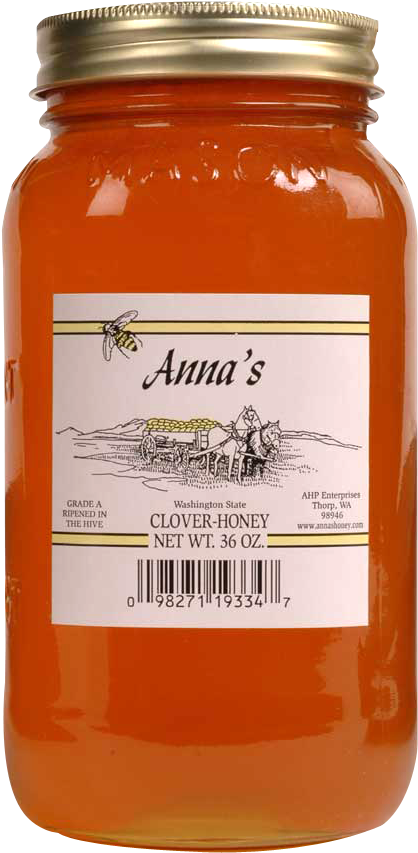 MASON
Anna's
GRADE A
RIPENED IN
THE HIVE
Washington State
CLOVER-HONEY
NET WT. 36 OZ.
AHP Enterprises
Thorp, WA
98946
www.annashoney.com
0 98271 19334 7